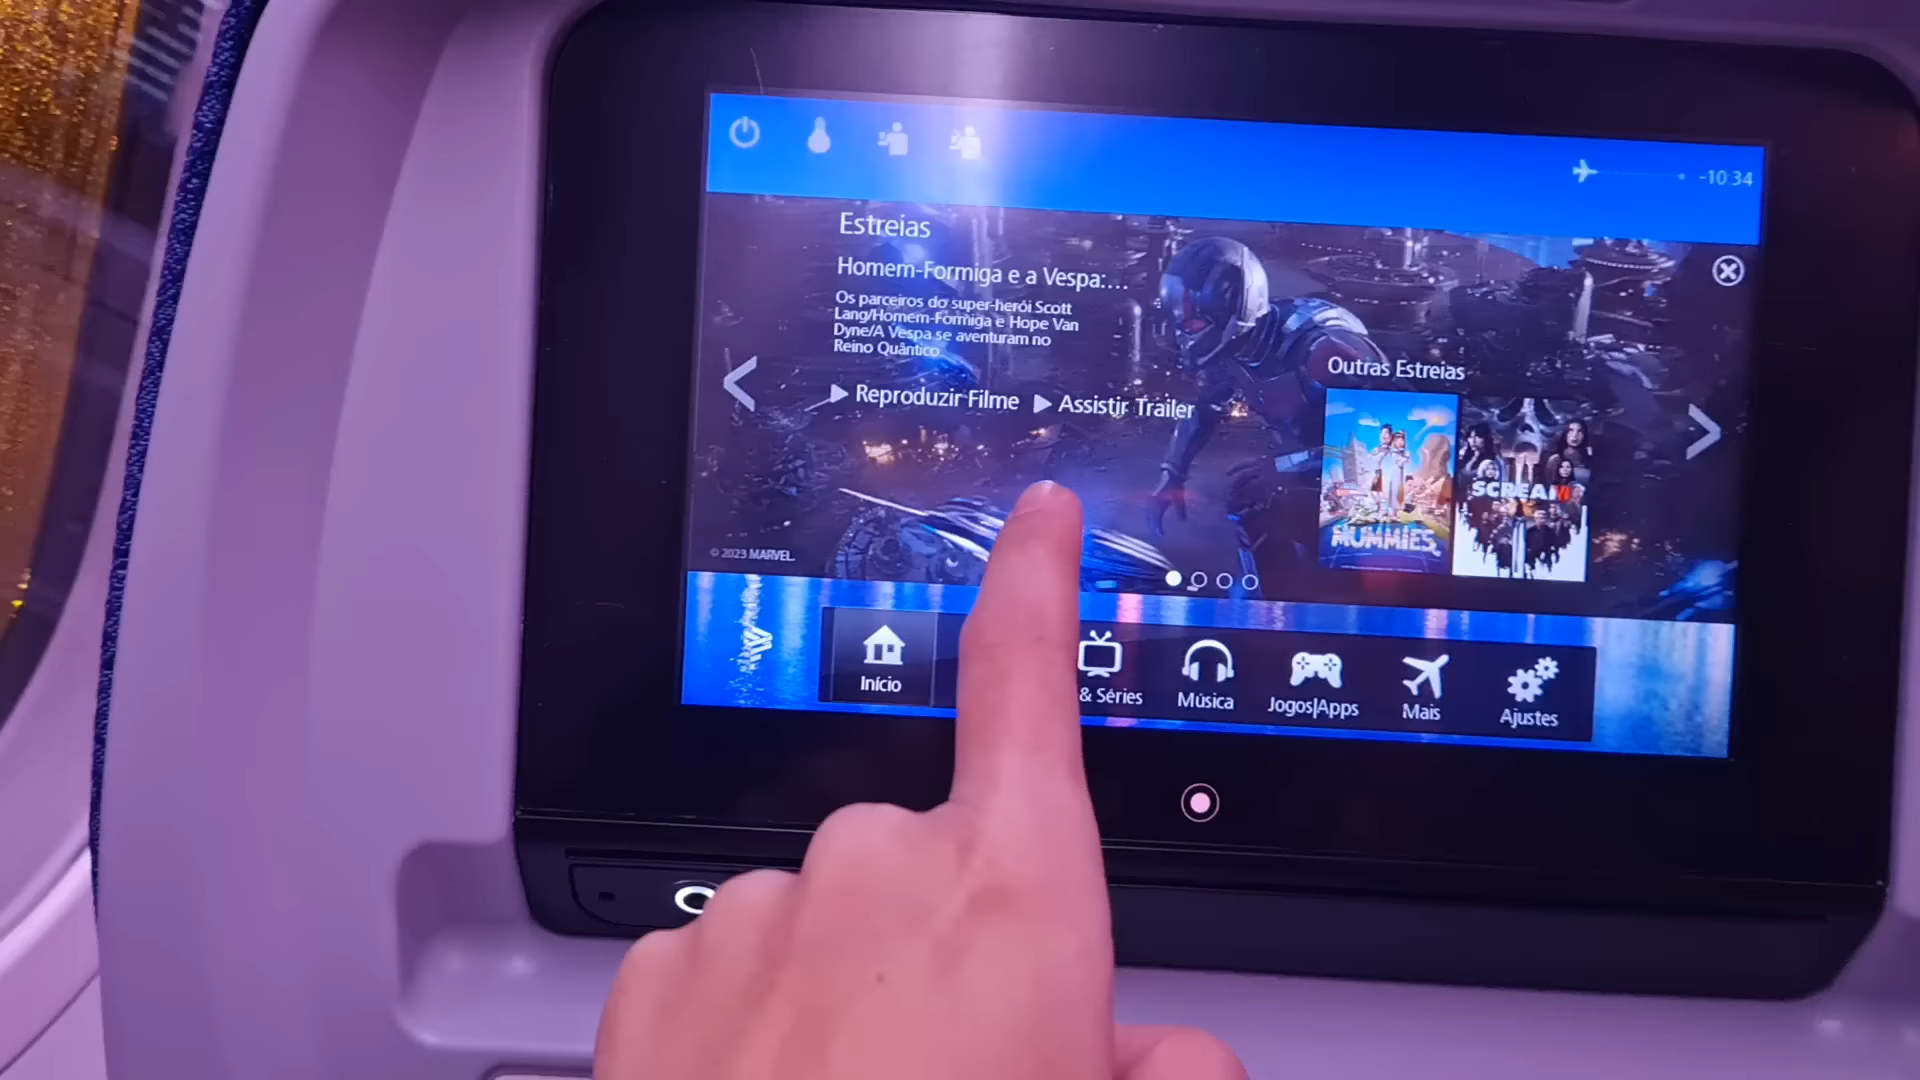 -10:34
Estreias
Homem-Formiga e a Vespa:...
Os parceiros do super-herói Scott
Lang/Homem-Formiga e Hope Van
Dyne/A Vespa se aventuram no
Reino Quântico
Reproduzir Filme
Assistir Trailer
Outras Estreias
MUMMIES
SCREAM VI
© 2023 MARVEL.
Início
& Séries
Música
Jogos|Apps
Mais
Ajustes